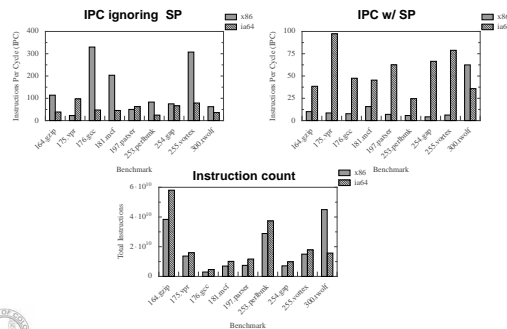 IPC ignoring SP
x86
ia64
400
300
200
100
0
Instructions Per Cycle (IPC)
164.gzip
175.vpr
176.gcc
181.mcf
197.parser
253.perlbmk
254.gap
255.vortex
300.twolf
Benchmark
IPC w/ SP
x86
ia64
100
75
50
25
0
Instructions Per Cycle (IPC)
164.gzip
175.vpr
176.gcc
181.mcf
197.parser
253.perlbmk
254.gap
255.vortex
300.twolf
Benchmark
Instruction count
x86
ia64
6·10¹⁰
4·10¹⁰
2·10¹⁰
0
Total Instructions
164.gzip
175.vpr
176.gcc
181.mcf
197.parser
253.perlbmk
254.gap
255.vortex
300.twolf
Benchmark
OF